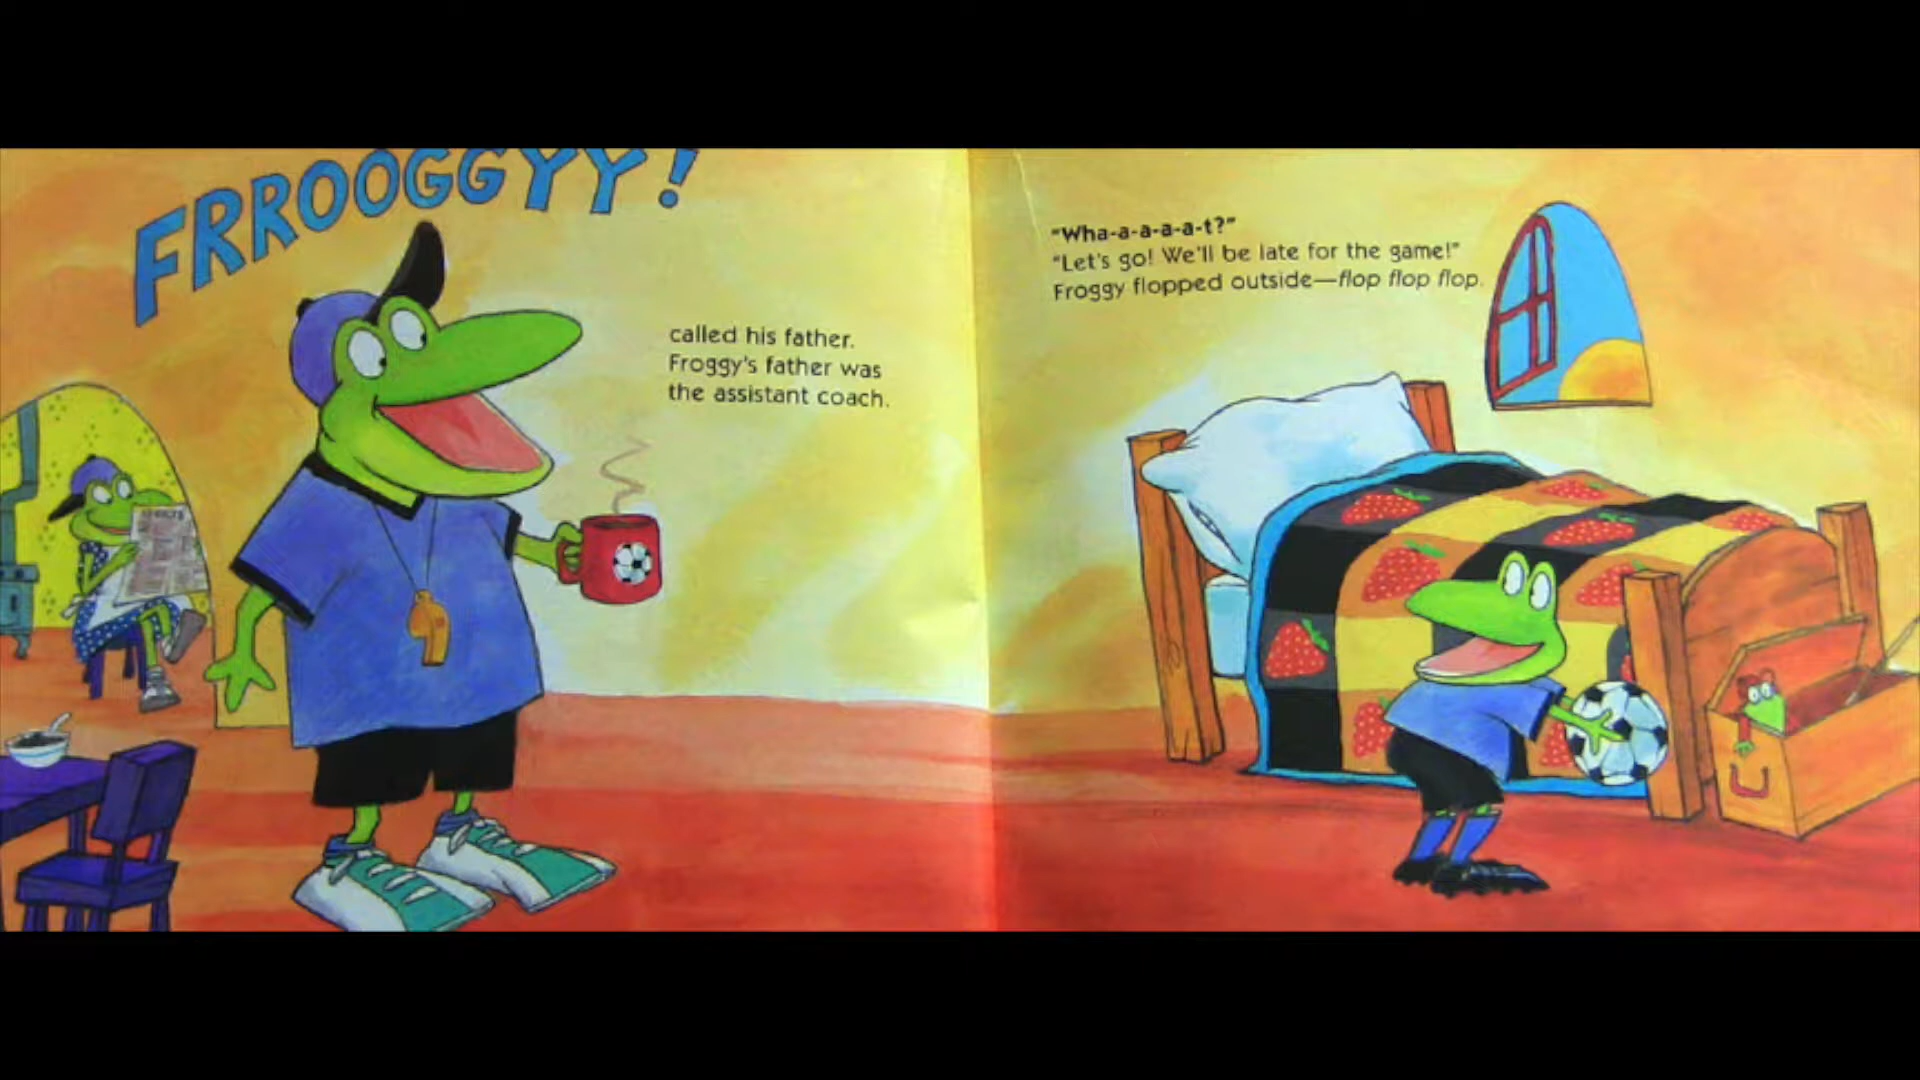 FRROOGGYY!
called his father.
Froggy's father was
the assistant coach.
"Wha-a-a-a-a-t?"
"Let's go! We'll be late for the game!"
Froggy flopped outside—flop flop flop.